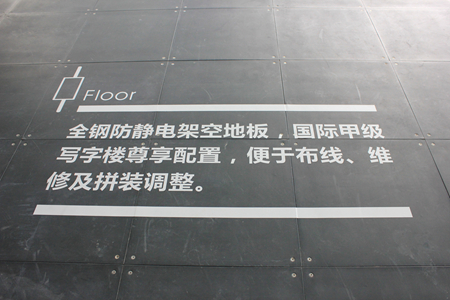 Floor
全钢防静电架空地板，国际甲级
写字楼尊享配置，便于布线、维
修及拼装调整。